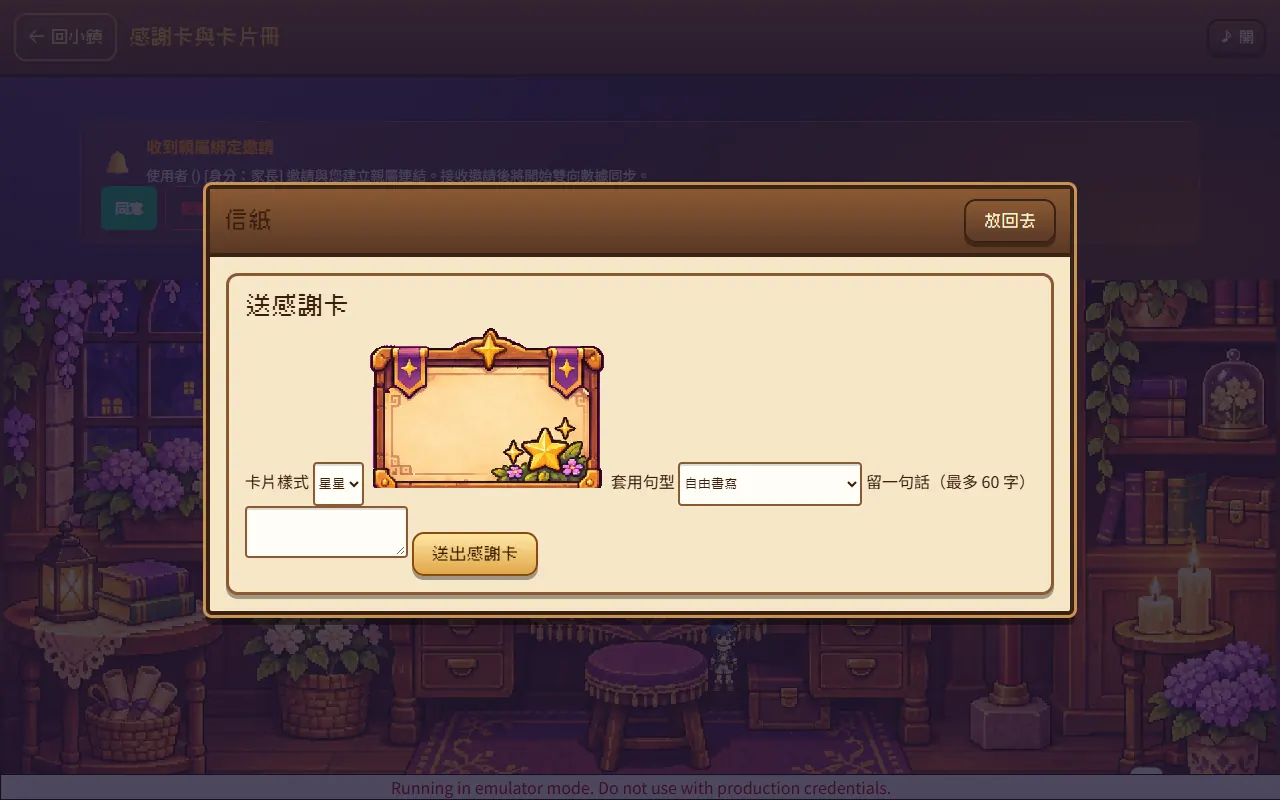 ← 回小鎮
感謝卡與卡片冊
♪ 開
收到親屬綁定邀請
使用者 () [身分：家長] 邀請與您建立親屬連結。接收邀請後將開始雙向數據同步。
同意
信紙
放回去
送感謝卡
卡片樣式 星星 套用句型 自由書寫 留一句話（最多 60 字）
送出感謝卡
Running in emulator mode. Do not use with production credentials.